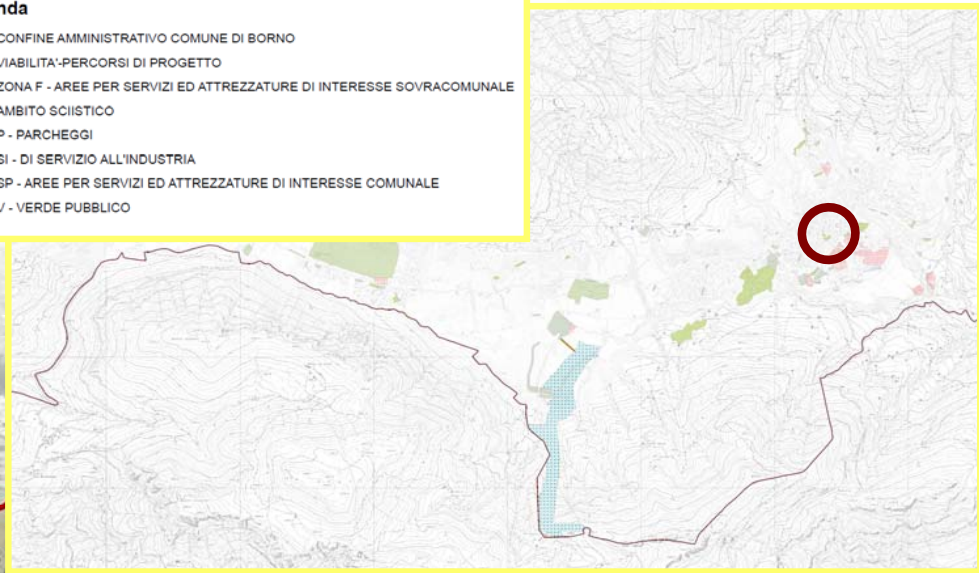 nda
CONFINE AMMINISTRATIVO COMUNE DI BORNO
VIABILITA'-PERCORSI DI PROGETTO
ZONA F - AREE PER SERVIZI ED ATTREZZATURE DI INTERESSE SOVRACOMUNALE
AMBITO SCIISTICO
P - PARCHEGGI
SI - DI SERVIZIO ALL'INDUSTRIA
SP - AREE PER SERVIZI ED ATTREZZATURE DI INTERESSE COMUNALE
V - VERDE PUBBLICO